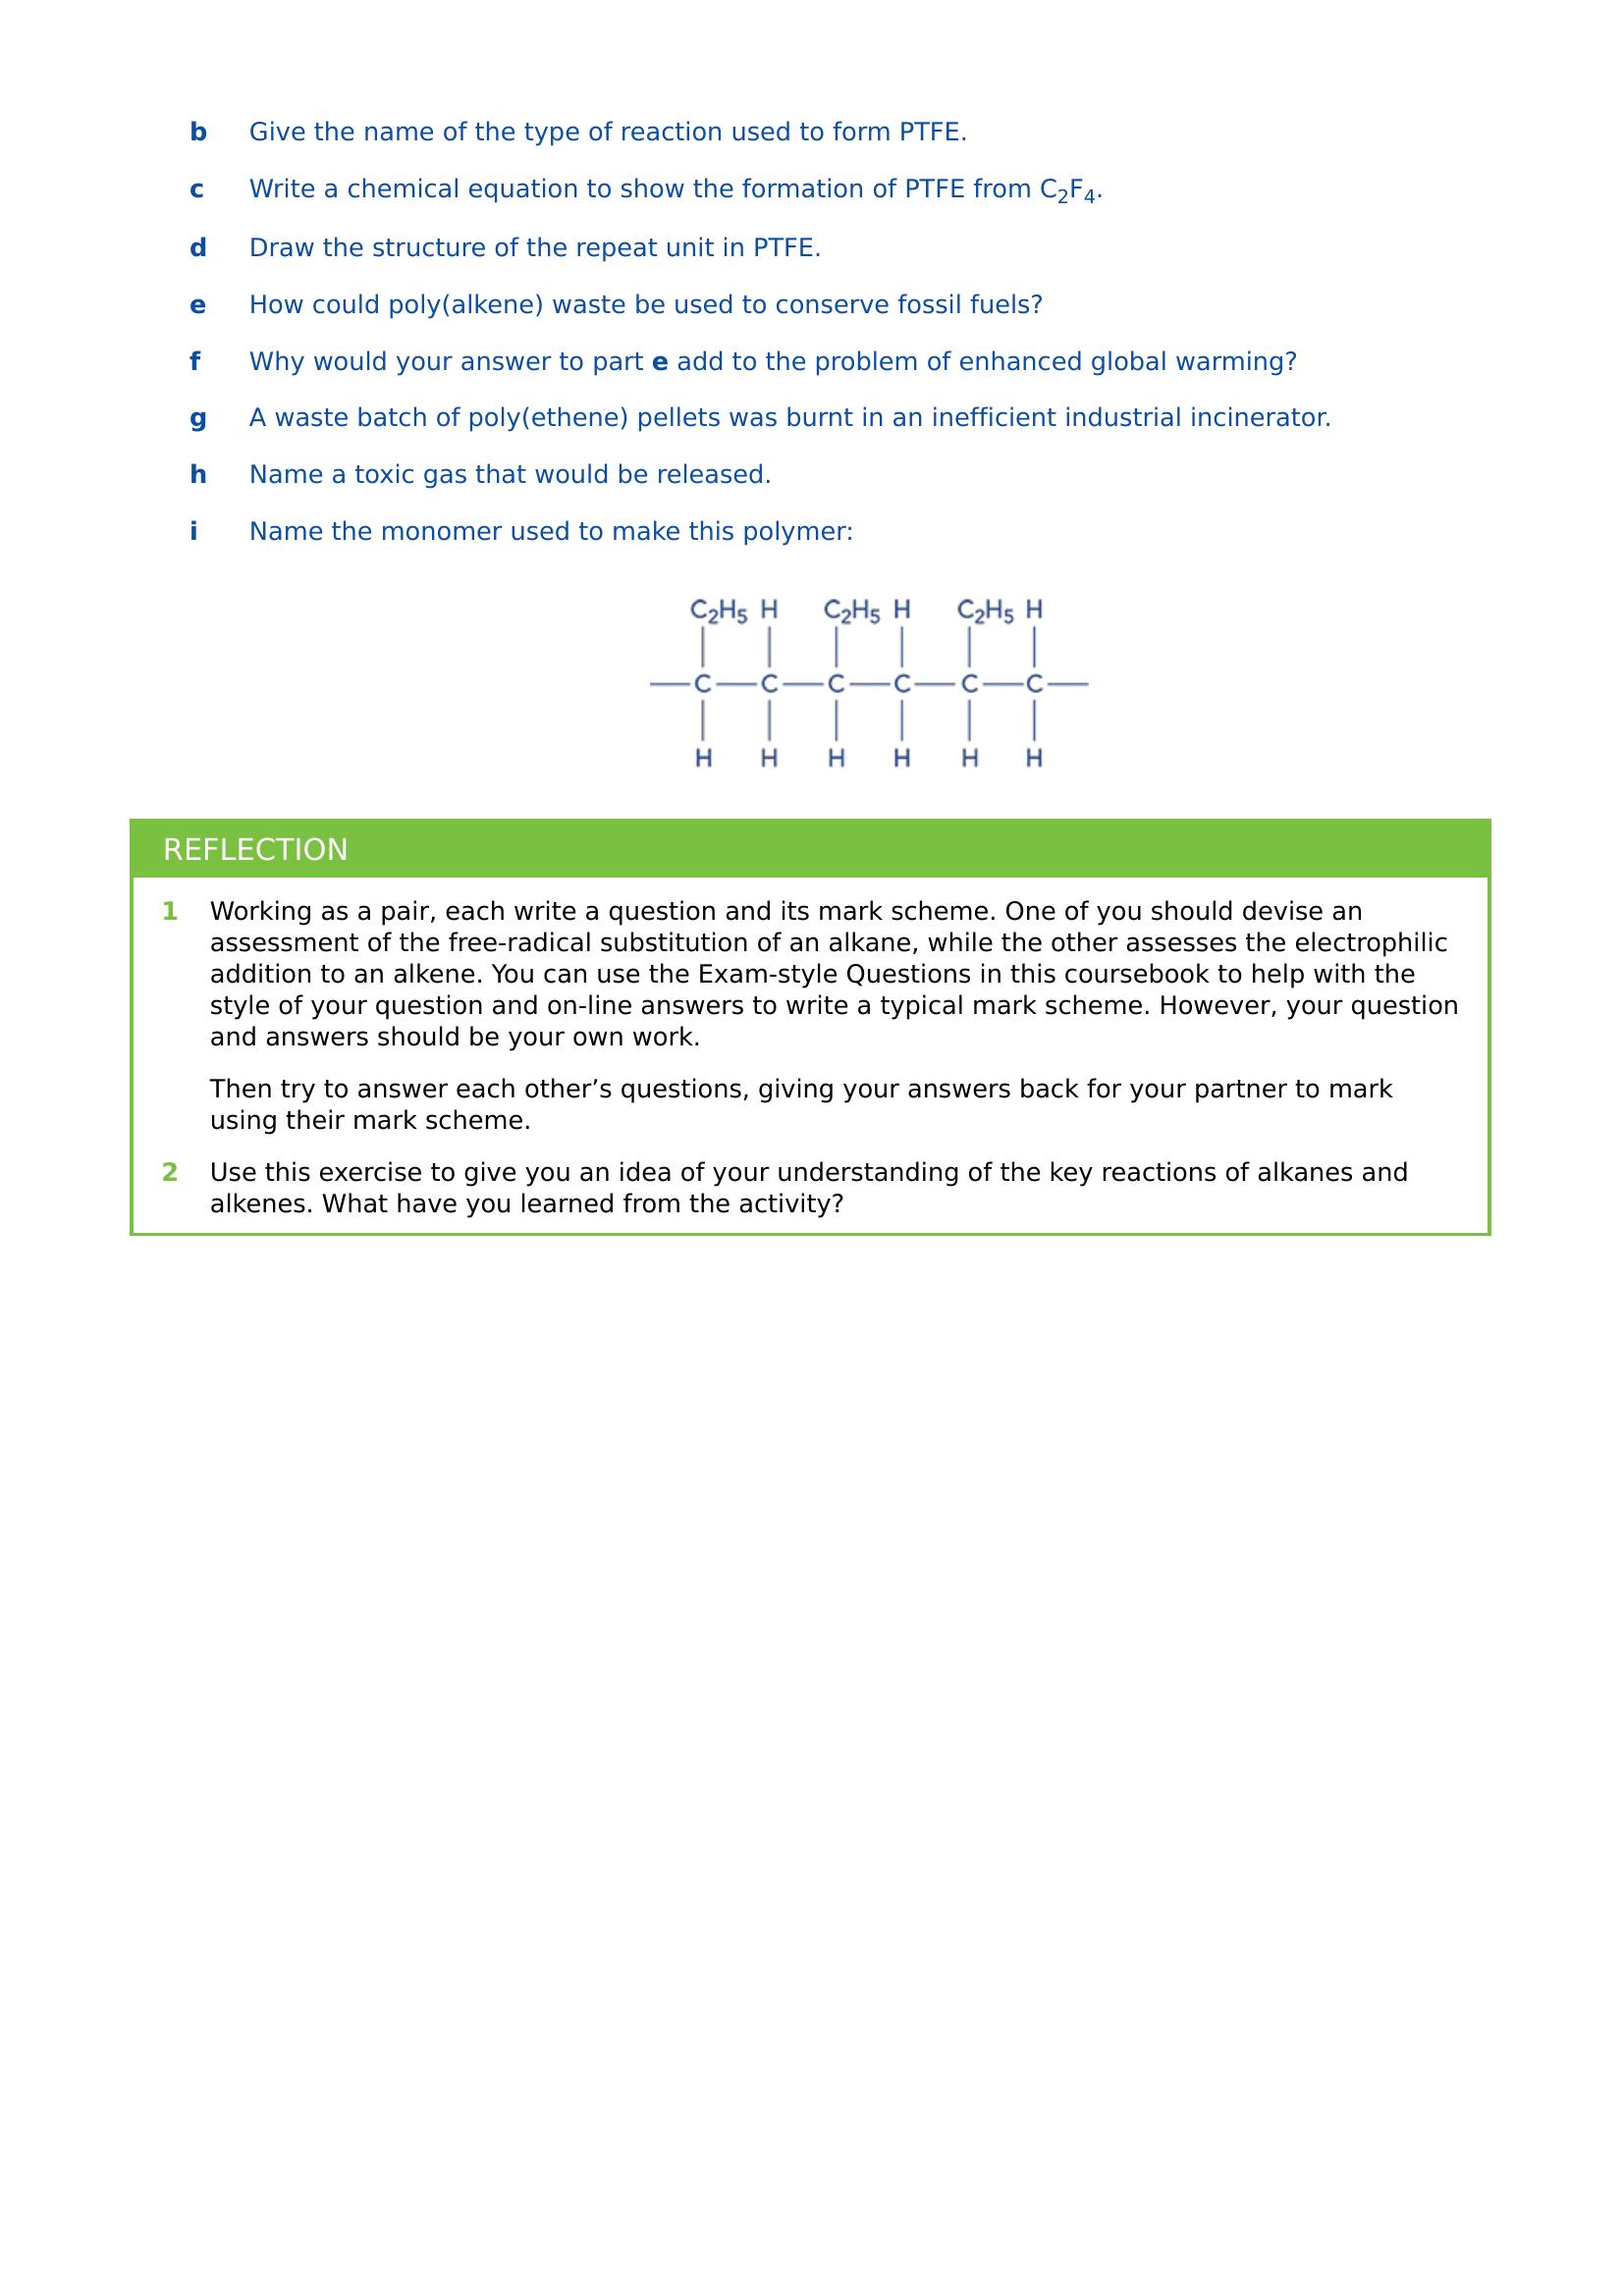 b Give the name of the type of reaction used to form PTFE.
c Write a chemical equation to show the formation of PTFE from C₂F₄.
d Draw the structure of the repeat unit in PTFE.
e How could poly(alkene) waste be used to conserve fossil fuels?
f Why would your answer to part e add to the problem of enhanced global warming?
g A waste batch of poly(ethene) pellets was burnt in an inefficient industrial incinerator.
h Name a toxic gas that would be released.
i Name the monomer used to make this polymer:
C₂H₅ H C₂H₅ H C₂H₅ H
C C C C C C
H H H H H H
REFLECTION
1 Working as a pair, each write a question and its mark scheme. One of you should devise an
assessment of the free-radical substitution of an alkane, while the other assesses the electrophilic
addition to an alkene. You can use the Exam-style Questions in this coursebook to help with the
style of your question and on-line answers to write a typical mark scheme. However, your question
and answers should be your own work.
Then try to answer each other’s questions, giving your answers back for your partner to mark
using their mark scheme.
2 Use this exercise to give you an idea of your understanding of the key reactions of alkanes and
alkenes. What have you learned from the activity?